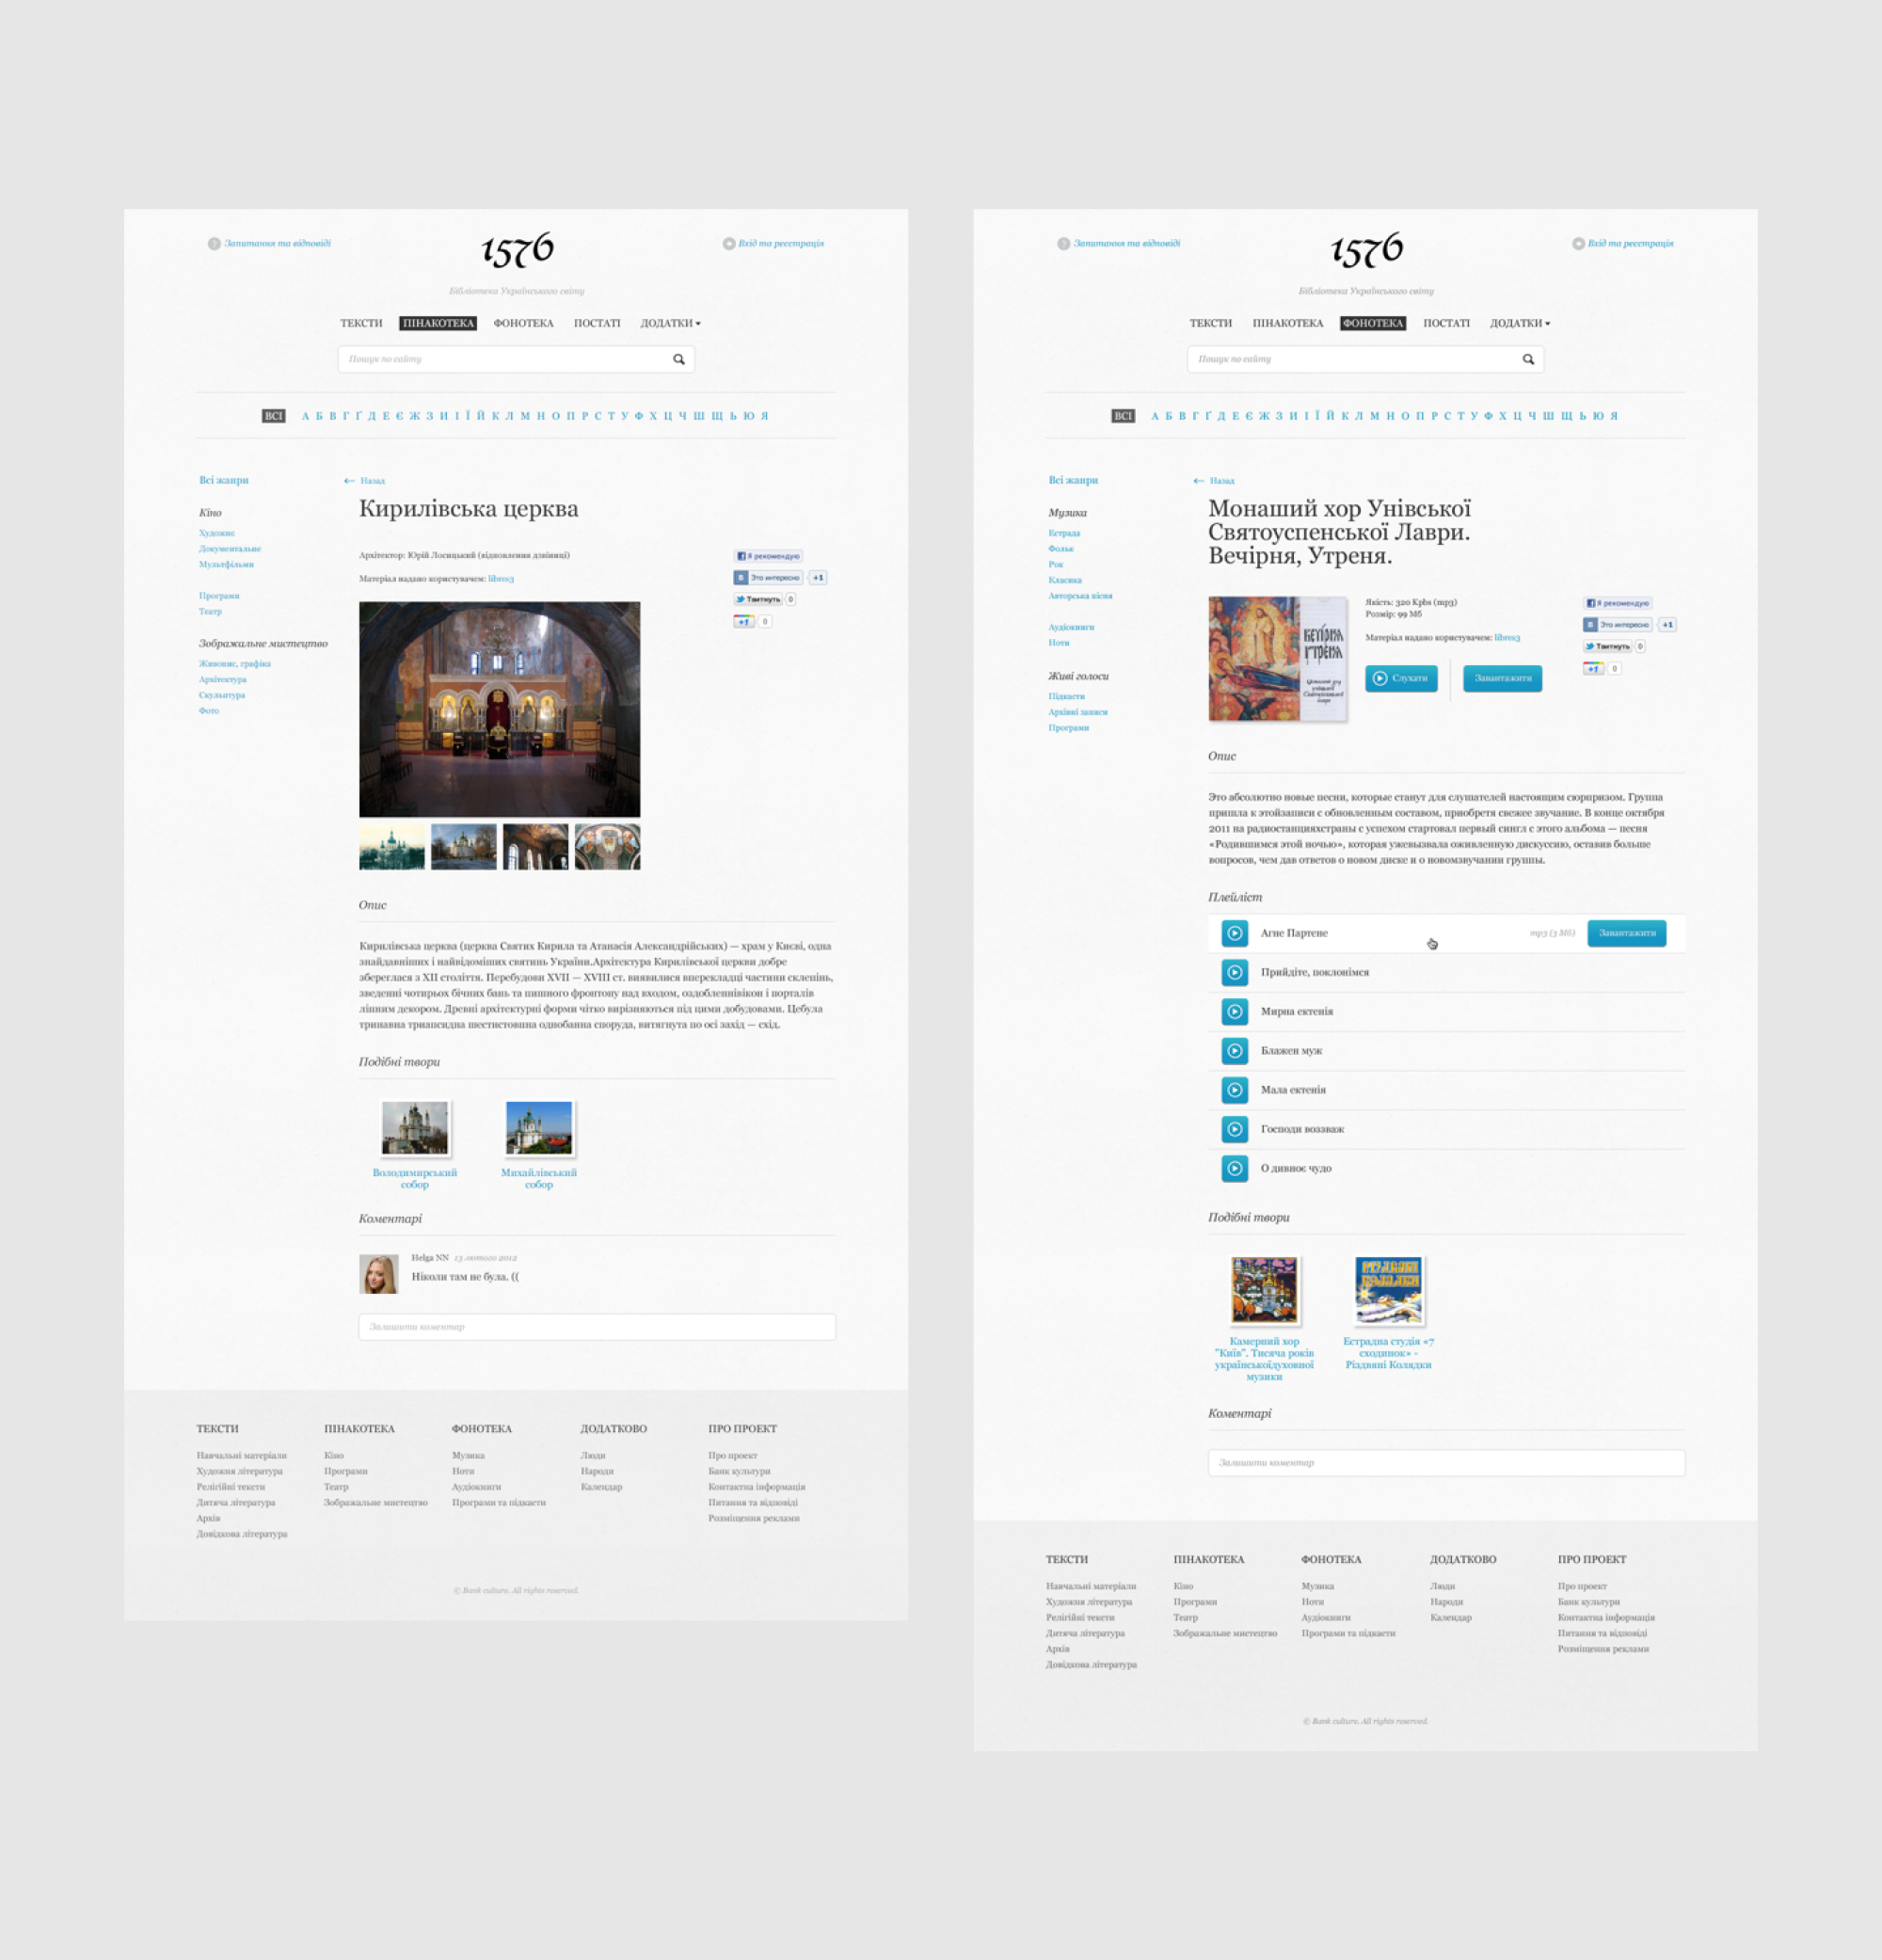 Запитання та відповіді
1576
Вхід та реєстрація
Бібліотека Українського світу
ТЕКСТИ ПІНАКОТЕКА ФОНОТЕКА ПОСТАТІ ДОДАТКИ
Пошук по сайту
ВСІ А Б В Г Ґ Д Е Є Ж З И І Ї Й К Л М Н О П Р С Т У Ф Х Ц Ч Ш Щ Ь Ю Я
Всі жанри
Кіно
Художнє
Документальне
Мультфільми
Програми
Театр
Зображальне мистецтво
Живопис, графіка
Архітектура
Скульптура
Фото
← Назад
Кирилівська церква
Архітектор: Юрій Лосицький (відновлення дзвіниці)
Матеріал надано користувачем: libre13
Я рекомендую
В Это интересно +1
Твитнуть 0
+1 0
Опис
Кирилівська церква (церква Святих Кирила та Атанасія Александрійських) — храм у Києві, одна
знайдавніших і найвідоміших святинь України.Архітектура Кирилівської церкви добре
збереглася з XII століття. Перебудови XVII — XVIII ст. виявилися вперекладці частини склепінь,
зведенні чотирьох бічних бань та пишного фронтону над входом, оздобленнівікон і порталів
ліпним декором. Древні архітектурні форми чітко вирізняються під цими добудовами. Цебула
тринавна триапсидна шестистовпна однобанна споруда, витягнута по осі захід — схід.
Подібні твори
Володимирський
собор
Михайлівський
собор
Коментарі
Helga NN 13 лютого 2012
Ніколи там не була. ((
Залишити коментар
ТЕКСТИ
Навчальні матеріали
Художня література
Релігійні тексти
Дитяча література
Архів
Довідкова література
ПІНАКОТЕКА
Кіно
Програми
Театр
Зображальне мистецтво
ФОНОТЕКА
Музика
Ноти
Аудіокниги
Програми та підкасти
ДОДАТКОВО
Люди
Народи
Календар
ПРО ПРОЕКТ
Про проект
Банк культури
Контактна інформація
Питання та відповіді
Розміщення реклами
© Bank culture. All rights reserved.
Запитання та відповіді
1576
Вхід та реєстрація
Бібліотека Українського світу
ТЕКСТИ ПІНАКОТЕКА ФОНОТЕКА ПОСТАТІ ДОДАТКИ
Пошук по сайту
ВСІ А Б В Г Ґ Д Е Є Ж З И І Ї Й К Л М Н О П Р С Т У Ф Х Ц Ч Ш Щ Ь Ю Я
Всі жанри
Музика
Естрада
Фольк
Рок
Класика
Авторська пісня
Аудіокниги
Ноти
Живі голоси
Підкасти
Архівні записи
Програми
← Назад
Монаший хор Унівської
Святоуспенської Лаври.
Вечірня, Утреня.
Якість: 320 Kpbs (mp3)
Розмір: 99 Мб
Матеріал надано користувачем: libre13
Слухати
Завантажити
Я рекомендую
В Это интересно +1
Твитнуть 0
+1 0
Опис
Это абсолютно новые песни, которые станут для слушателей настоящим сюрпризом. Группа
пришла к этойзаписи с обновленным составом, приобретя свежее звучание. В конце октября
2011 на радиостанцияхстраны с успехом стартовал первый сингл с этого альбома — песня
«Родившимся этой ночью», которая ужевызвала оживленную дискуссию, оставив больше
вопросов, чем дав ответов о новом диске и о новомзвучании группы.
Плейліст
Агне Партене mp3 (3 Мб) Завантажити
Прийдіте, поклонімся
Мирна ектенія
Блажен муж
Мала ектенія
Господи воззваж
О дивноє чудо
Подібні твори
Камерний хор
"Київ". Тисяча років
українськоїдуховної
музики
Естрадна студія «7
сходинок» -
Різдвяні Колядки
Коментарі
Залишити коментар
ТЕКСТИ
Навчальні матеріали
Художня література
Релігійні тексти
Дитяча література
Архів
Довідкова література
ПІНАКОТЕКА
Кіно
Програми
Театр
Зображальне мистецтво
ФОНОТЕКА
Музика
Ноти
Аудіокниги
Програми та підкасти
ДОДАТКОВО
Люди
Народи
Календар
ПРО ПРОЕКТ
Про проект
Банк культури
Контактна інформація
Питання та відповіді
Розміщення реклами
© Bank culture. All rights reserved.